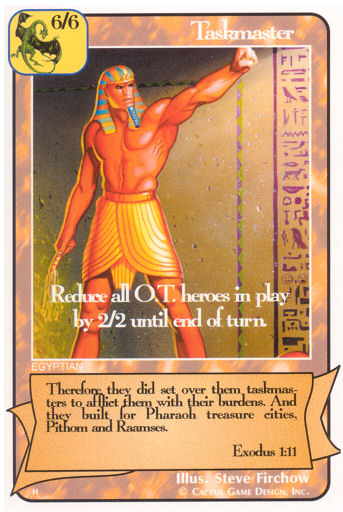 6/6
Taskmaster
Reduce all O.T. heroes in play
by 2/2 until end of turn.
EGYPTIAN
Therefore they did set over them taskmas-
ters to afflict them with their burdens. And
they built for Pharaoh treasure cities,
Pithom and Raamses.
Exodus 1:11
Illus. Steve Firchow
H
© Cactus Game Design, Inc.